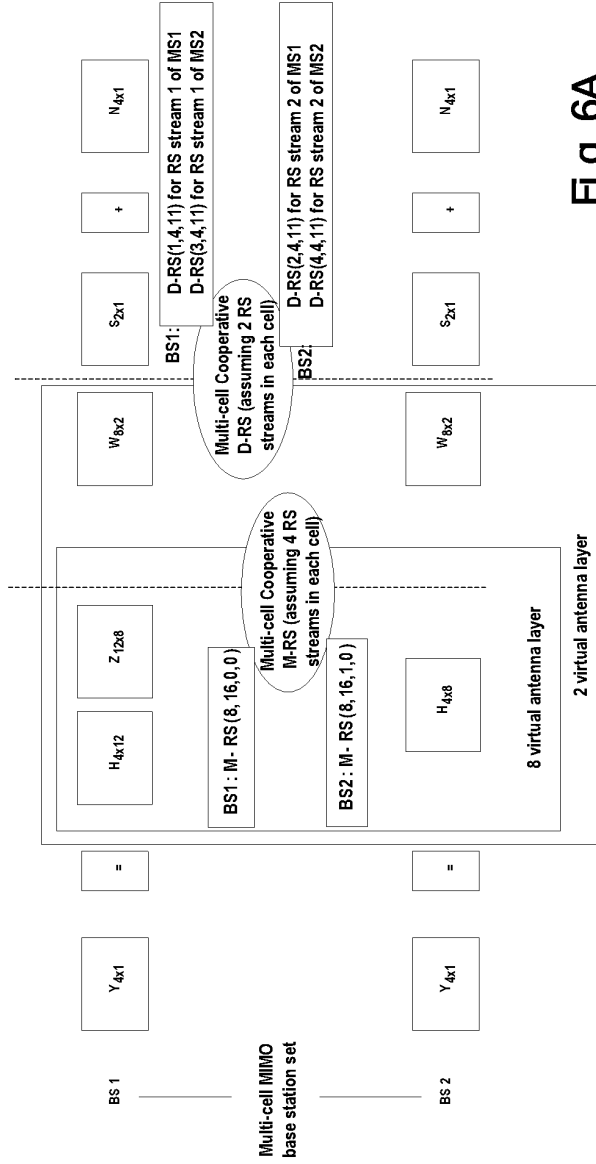 BS 1
Y4x1
=
H4x12
Z12x8
W8x2
S2x1
+
N4x1
Multi-cell MIMO
base station set
BS1 : M - RS (8, 16,0,0 )
BS2 : M - RS (8, 16,1,0 )
Multi-cell Cooperative
M-RS (assuming 4 RS
streams in each cell)
Multi-cell Cooperative
D-RS (assuming 2 RS
streams in each cell)
BS1:
D-RS(1,4,11) for RS stream 1 of MS1
D-RS(3,4,11) for RS stream 1 of MS2
BS2:
D-RS(2,4,11) for RS stream 2 of MS1
D-RS(4,4,11) for RS stream 2 of MS2
BS 2
Y4x1
=
H4x8
W8x2
S2x1
+
N4x1
8 virtual antenna layer
2 virtual antenna layer
Fig. 6A